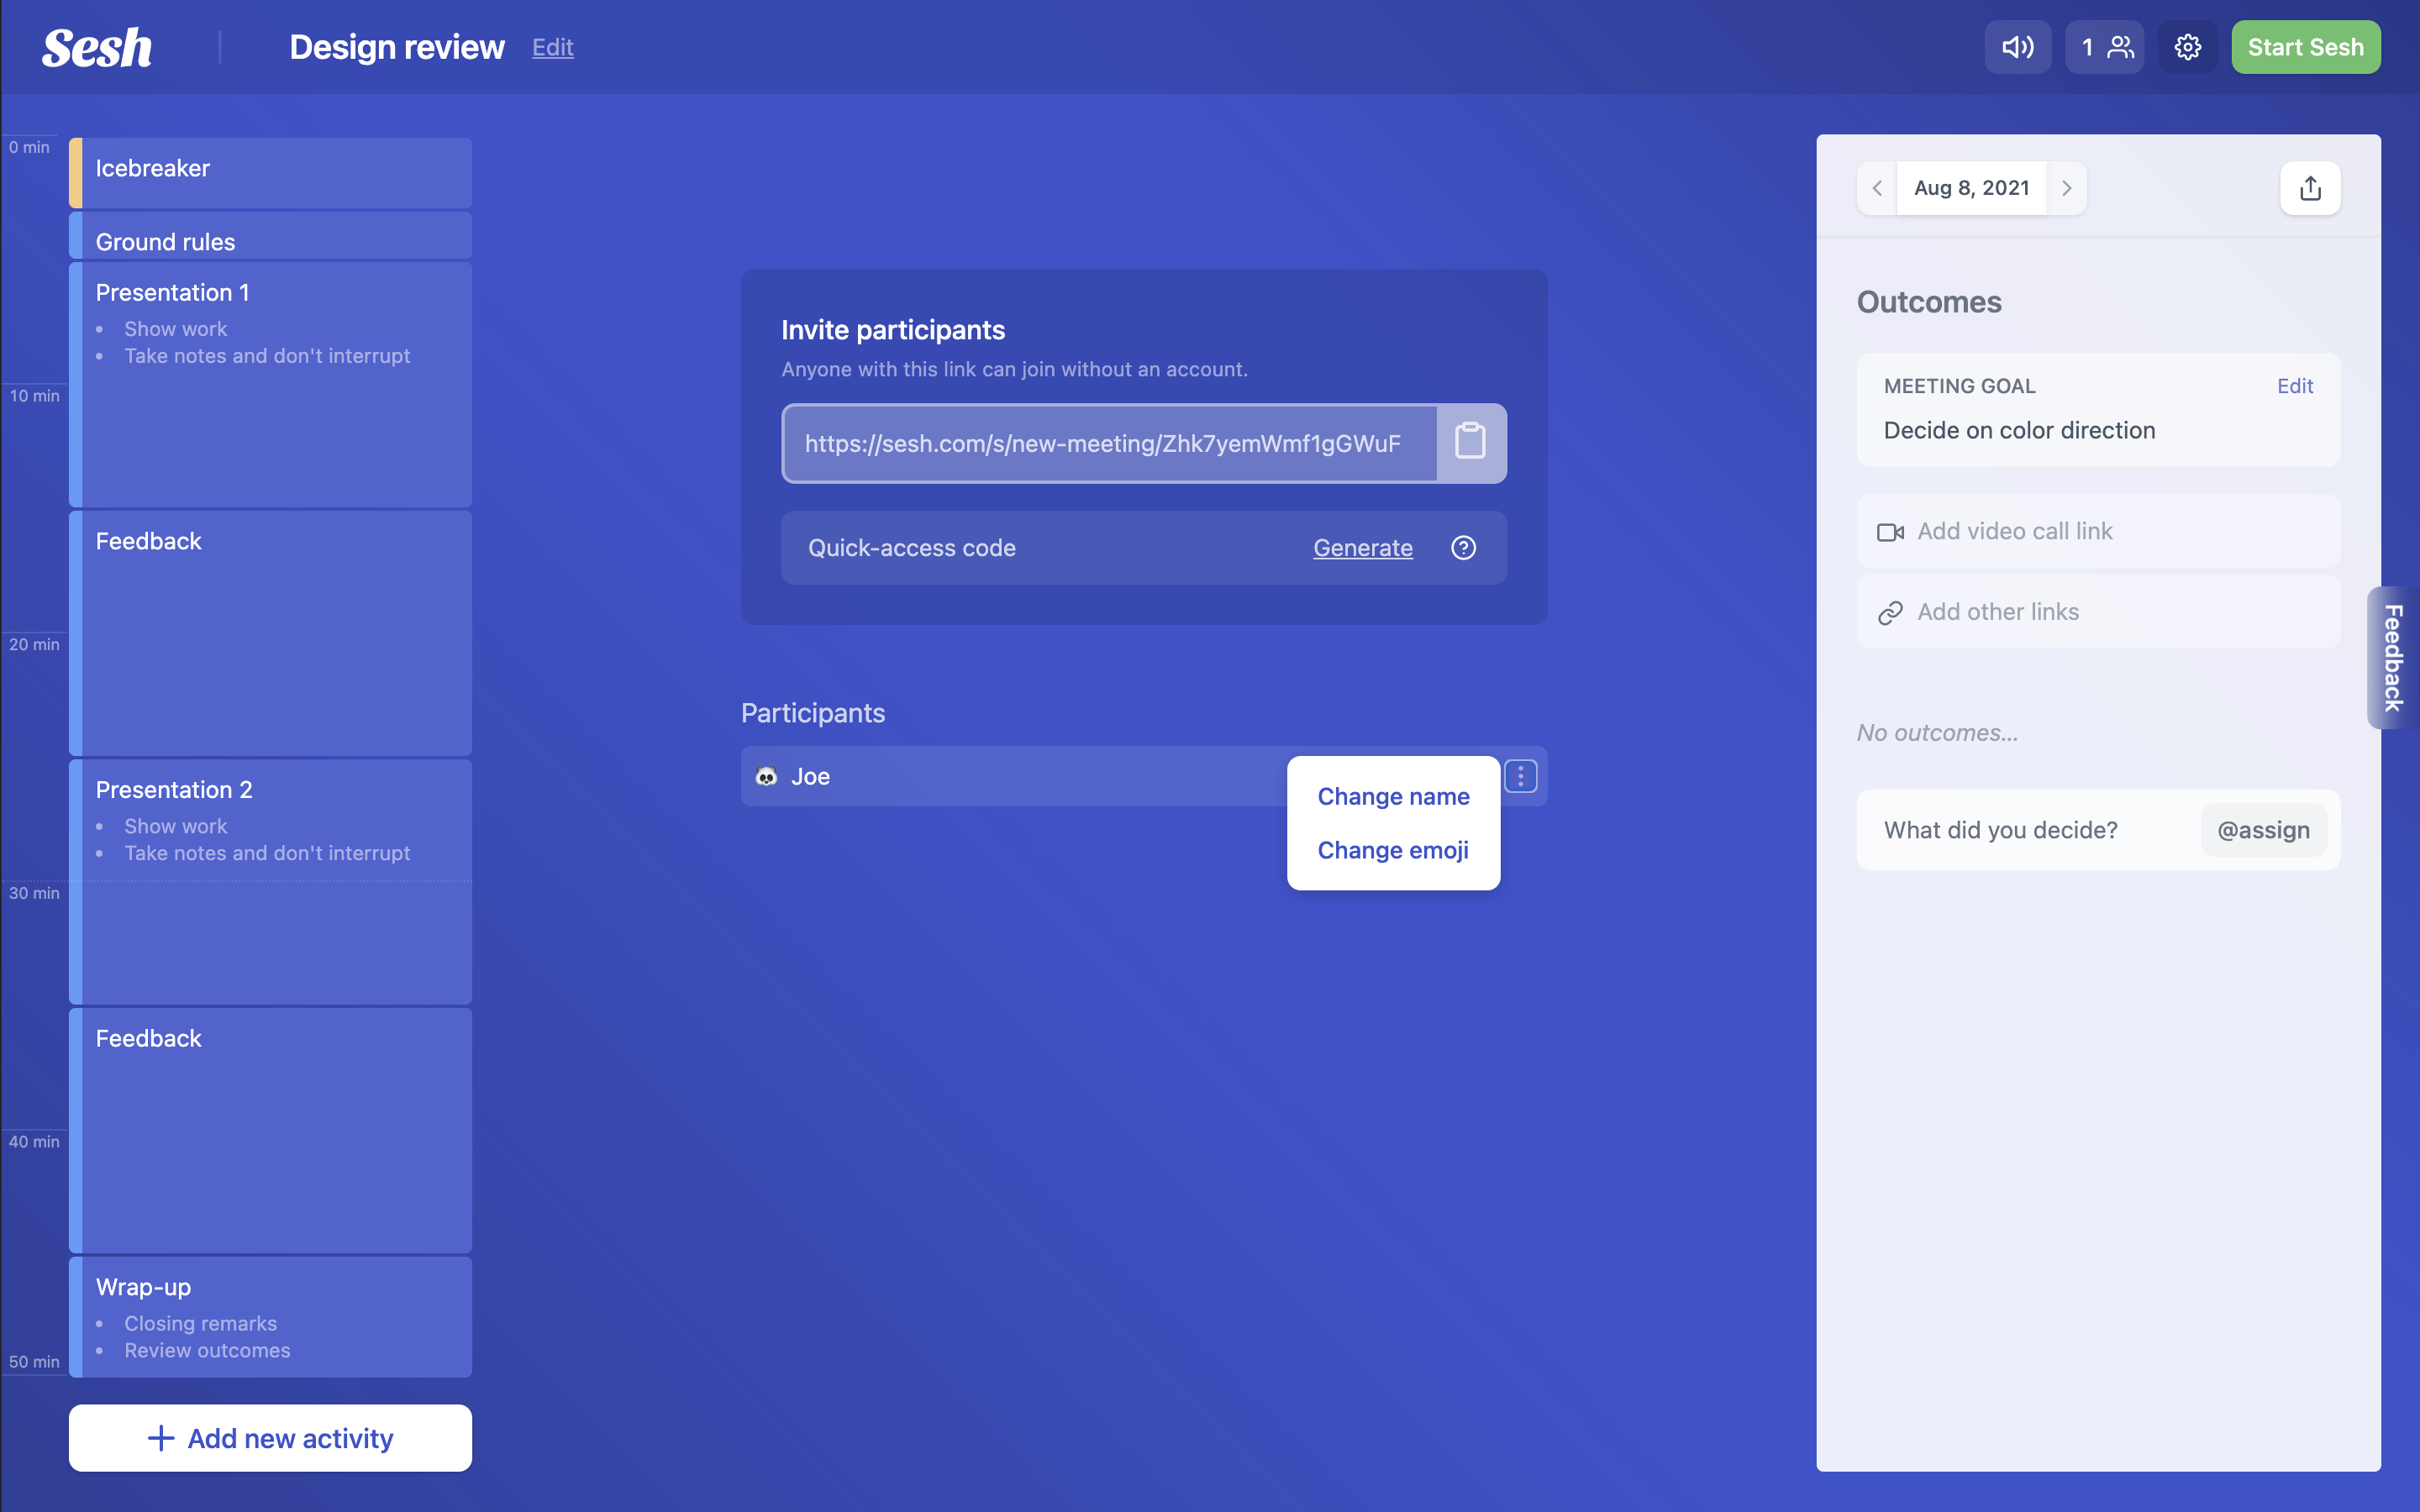 Sesh
Design review Edit
1
Start Sesh
0 min
Icebreaker
Ground rules
Presentation 1
• Show work
• Take notes and don't interrupt
10 min
Feedback
20 min
Presentation 2
• Show work
• Take notes and don't interrupt
30 min
Feedback
40 min
Wrap-up
• Closing remarks
• Review outcomes
50 min
Add new activity
Invite participants
Anyone with this link can join without an account.
https://sesh.com/s/new-meeting/Zhk7yemWmf1gGWuF
Quick-access code Generate
Participants
Joe
Change name
Change emoji
Aug 8, 2021
Outcomes
MEETING GOAL Edit
Decide on color direction
Add video call link
Add other links
No outcomes...
What did you decide? @assign
Feedback